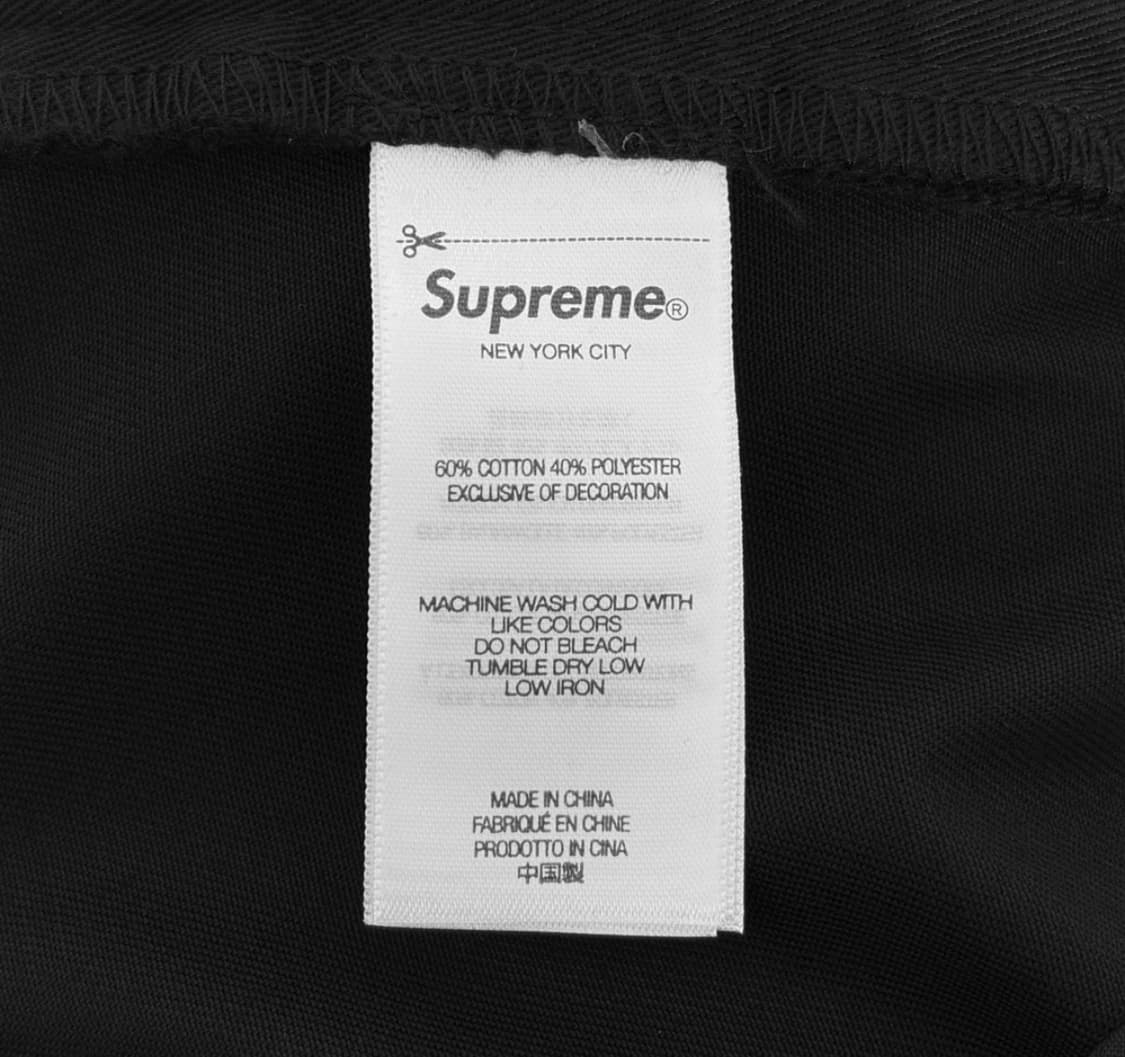 Supreme®
NEW YORK CITY
60% COTTON 40% POLYESTER
EXCLUSIVE OF DECORATION
MACHINE WASH COLD WITH
LIKE COLORS
DO NOT BLEACH
TUMBLE DRY LOW
LOW IRON
MADE IN CHINA
FABRIQUÉ EN CHINE
PRODOTTO IN CINA
中国製